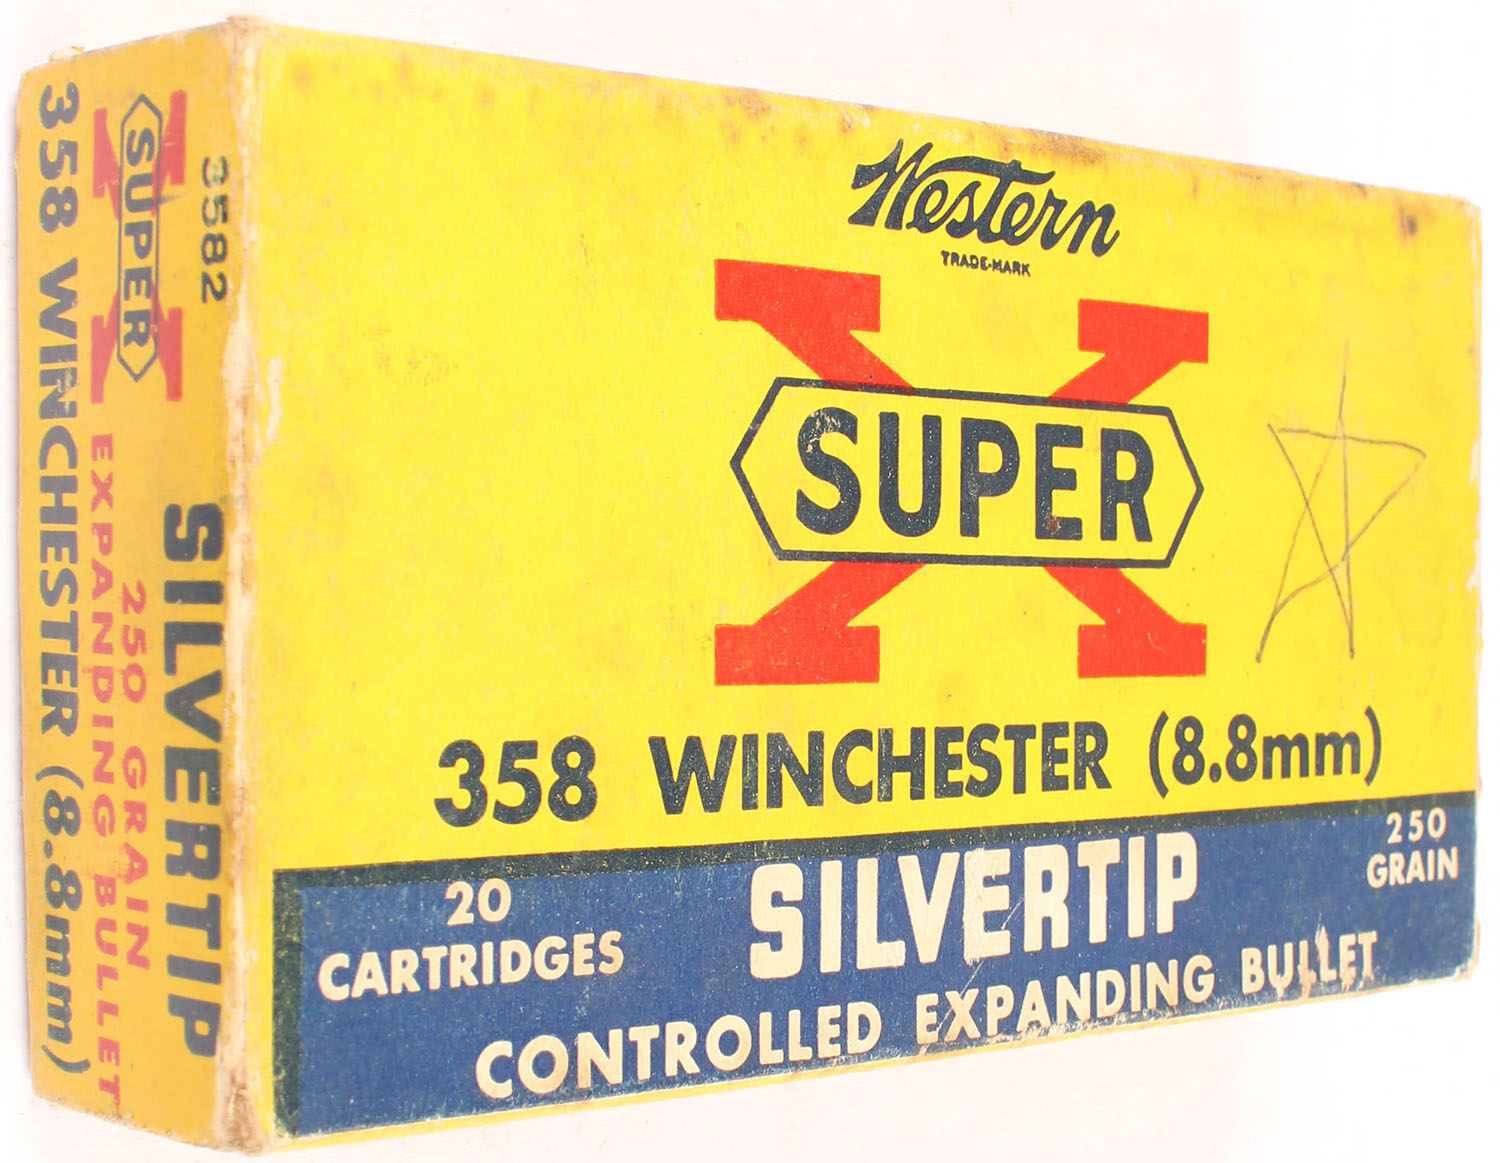 Western
TRADE-MARK
X
SUPER
358 WINCHESTER (8.8mm)
20
CARTRIDGES
SILVERTIP
250
GRAIN
CONTROLLED EXPANDING BULLET
3582
X
SUPER
SILVERTIP
250 GRAIN
EXPANDING BULLET
358 WINCHESTER (8.8mm)